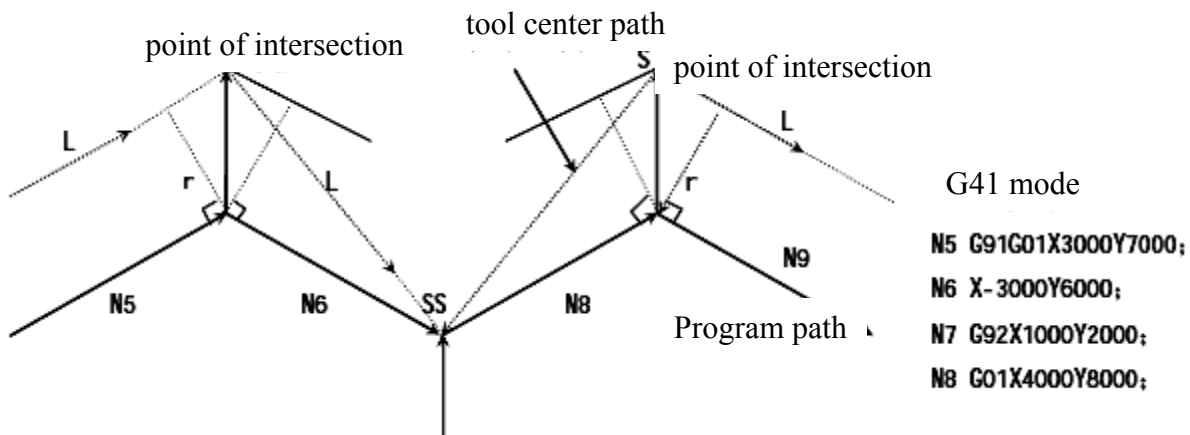 tool center path
point of intersection
S
point of intersection
L
L
r
L
r
G41 mode
N5 G91G01X3000Y7000;
N9
N5
N6
SS
N8
N6 X-3000Y6000;
Program path
N7 G92X1000Y2000;
N8 G01X4000Y8000;